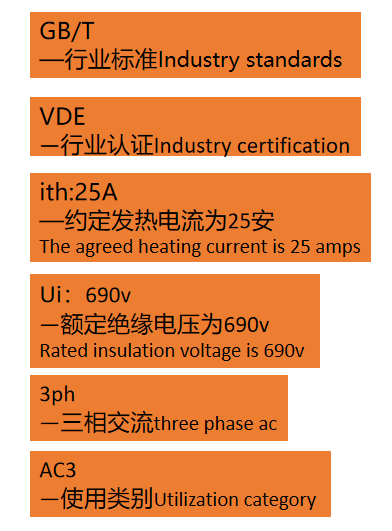 GB/T
—行业标准Industry standards
VDE
—行业认证Industry certification
ith:25A
—约定发热电流为25安
The agreed heating current is 25 amps
Ui：690v
—额定绝缘电压为690v
Rated insulation voltage is 690v
3ph
—三相交流three phase ac
AC3
—使用类别Utilization category